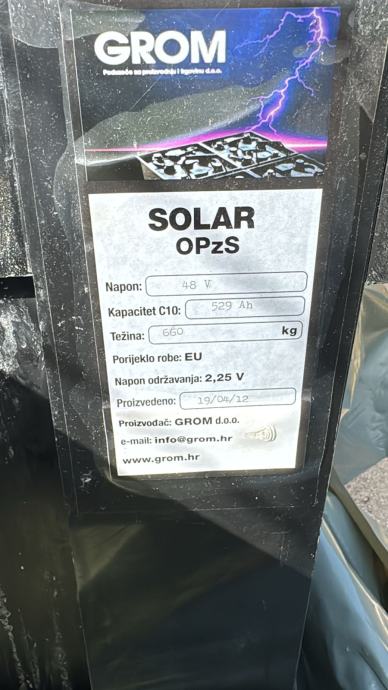 GROM
Poduzeće za proizvodnju i trgovinu d.o.o.
SOLAR
OPzS
Napon: 48 V
Kapacitet C10: 529 Ah
Težina: 660 kg
Porijeklo robe: EU
Napon održavanja: 2,25 V
Proizvedeno: 19/04/12
Proizvođač: GROM d.o.o.
e-mail: info@grom.hr
www.grom.hr